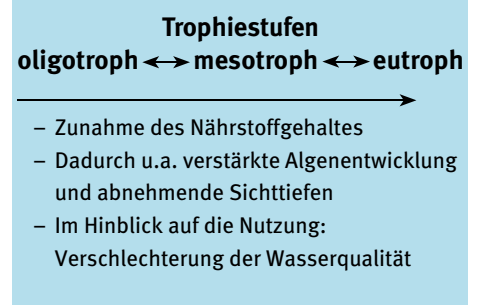 Trophiestufen
oligotroph ↔ mesotroph ↔ eutroph
– Zunahme des Nährstoffgehaltes
– Dadurch u.a. verstärkte Algenentwicklung
und abnehmende Sichttiefen
– Im Hinblick auf die Nutzung:
Verschlechterung der Wasserqualität